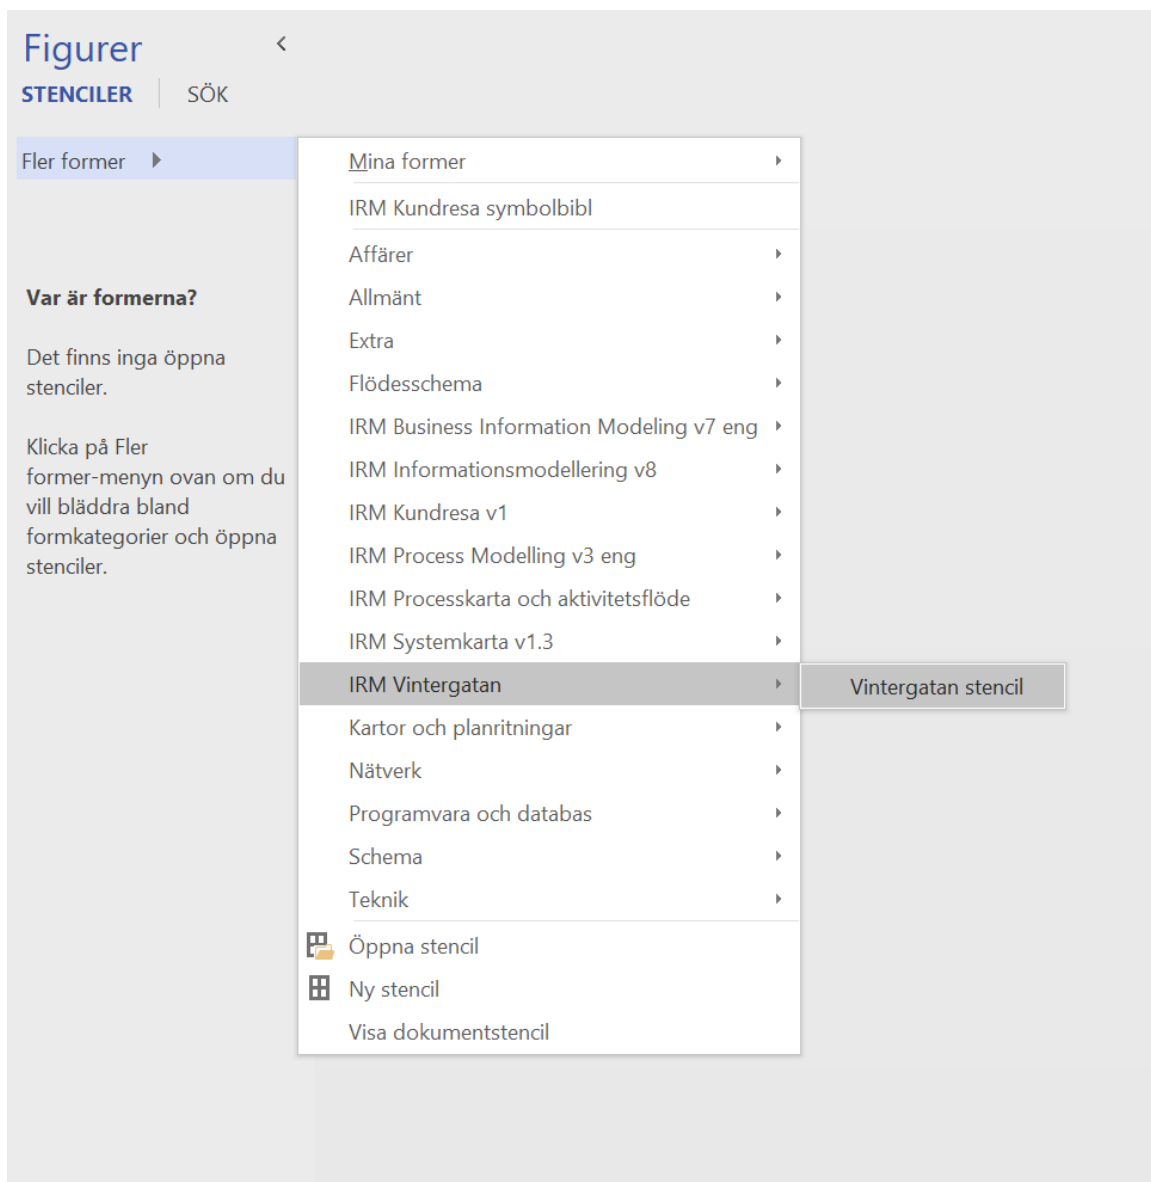 Figurer
STENCILER SÖK
Fler former
Var är formerna?
Det finns inga öppna
stenciler.
Klicka på Fler
former-menyn ovan om du
vill bläddra bland
formkategorier och öppna
stenciler.
Mina former
IRM Kundresa symbolbibl
Affärer
Allmänt
Extra
Flödesschema
IRM Business Information Modeling v7 eng
IRM Informationsmodellering v8
IRM Kundresa v1
IRM Process Modelling v3 eng
IRM Processkarta och aktivitetsflöde
IRM Systemkarta v1.3
IRM Vintergatan
Vintergatan stencil
Kartor och planritningar
Nätverk
Programvara och databas
Schema
Teknik
Öppna stencil
Ny stencil
Visa dokumentstencil